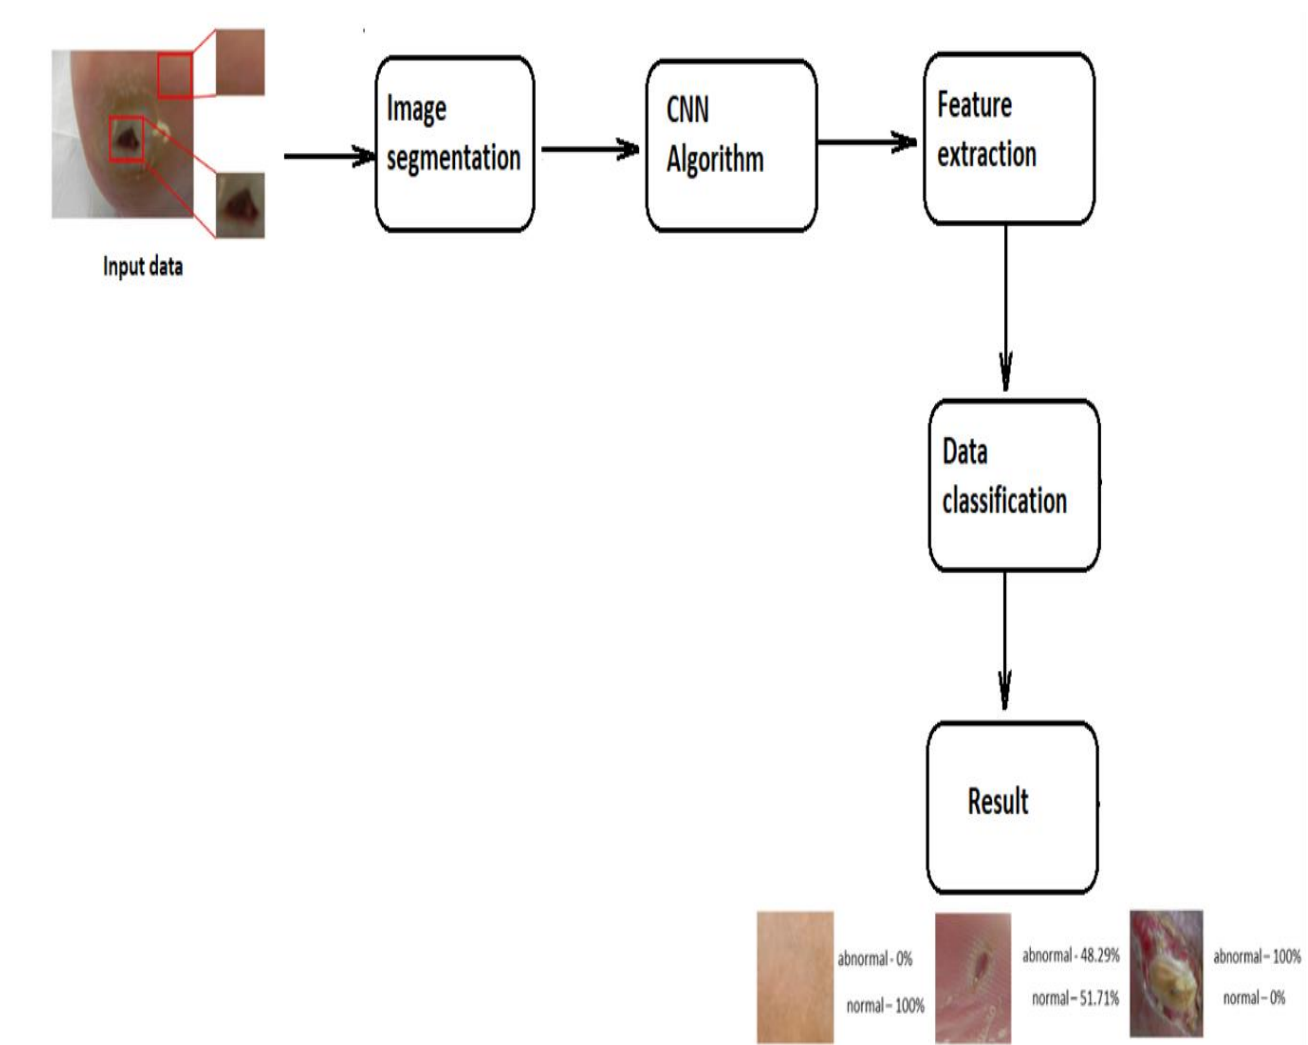 Input data
Image
segmentation
CNN
Algorithm
Feature
extraction
Data
classification
Result
abnormal - 0%
normal – 100%
abnormal - 48.29%
normal – 51.71%
abnormal – 100%
normal – 0%